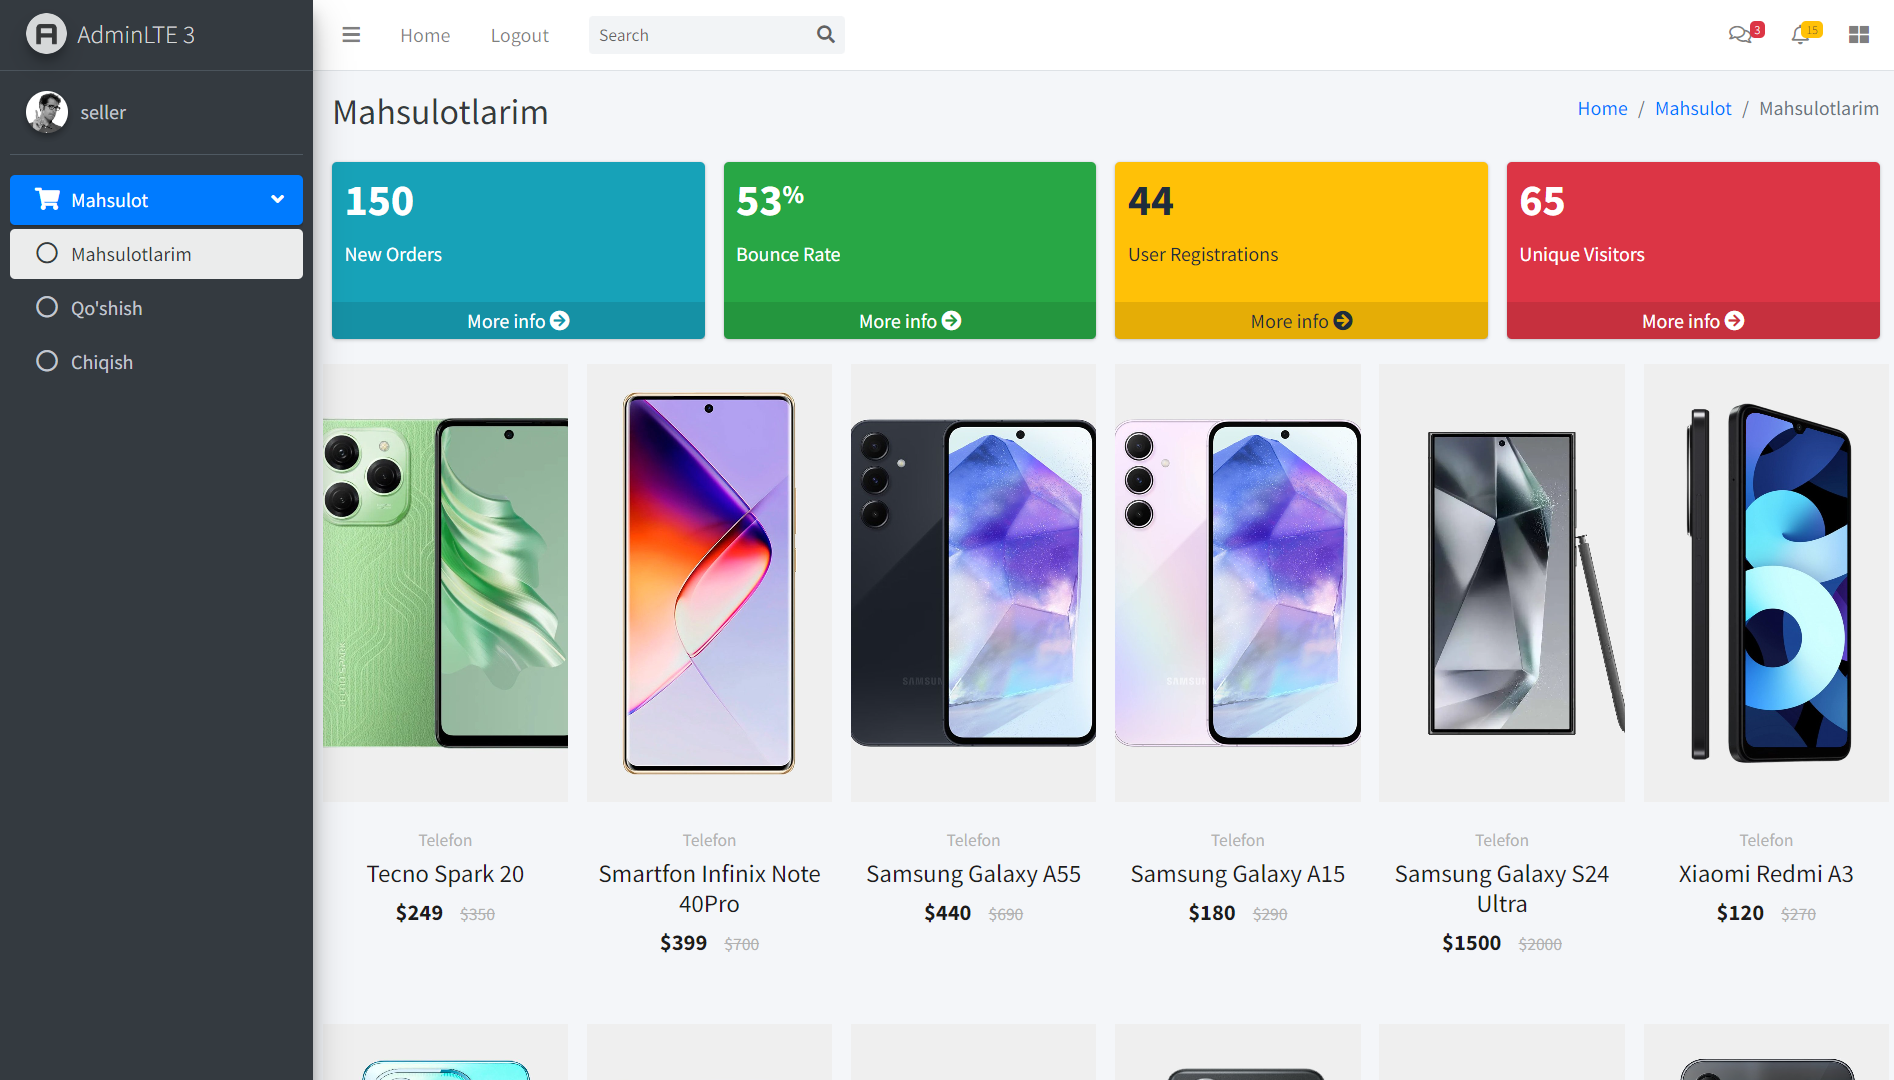 AdminLTE 3
Home
Logout
Search
3
15
seller
Mahsulotlarim
Home / Mahsulot / Mahsulotlarim
Mahsulot
Mahsulotlarim
Qo'shish
Chiqish
150
New Orders
More info
53%
Bounce Rate
More info
44
User Registrations
More info
65
Unique Visitors
More info
SAMSUNG
SAMSUNG
Telefon
Tecno Spark 20
$249 $350
Telefon
Smartfon Infinix Note
40Pro
$399 $700
Telefon
Samsung Galaxy A55
$440 $690
Telefon
Samsung Galaxy A15
$180 $290
Telefon
Samsung Galaxy S24
Ultra
$1500 $2000
Telefon
Xiaomi Redmi A3
$120 $270